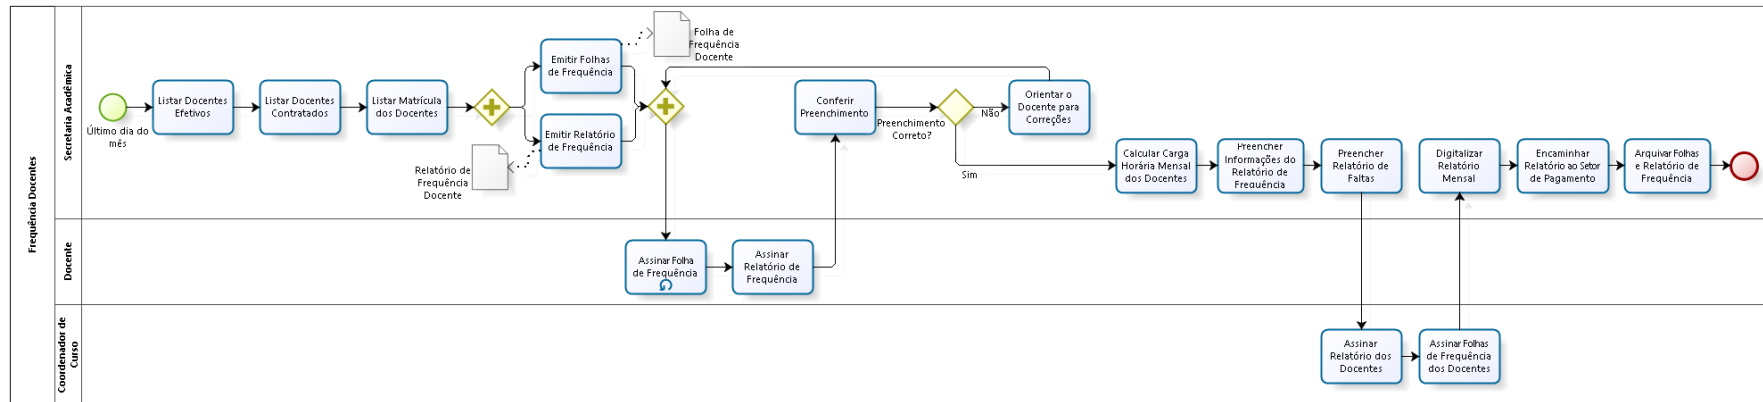 Frequência Docentes
Secretaria Acadêmica
Último dia do
mês
Listar Docentes
Efetivos
Listar Docentes
Contratados
Listar Matrícula
dos Docentes
Emitir Folhas
de Frequência
Folha de
Frequência
Docente
Emitir Relatório
de Frequência
Relatório de
Frequência
Docente
Conferir
Preenchimento
Preenchimento
Correto?
Não
Sim
Orientar o
Docente para
Correções
Calcular Carga
Horária Mensal
dos Docentes
Preencher
Informações do
Relatório de
Frequência
Preencher
Relatório de
Faltas
Digitalizar
Relatório
Mensal
Encaminhar
Relatório ao Setor
de Pagamento
Arquivar Folhas
e Relatório de
Frequência
Docente
Assinar Folha
de Frequência
Assinar
Relatório de
Frequência
Coordenador de
Curso
Assinar
Relatório dos
Docentes
Assinar Folhas
de Frequência
dos Docentes